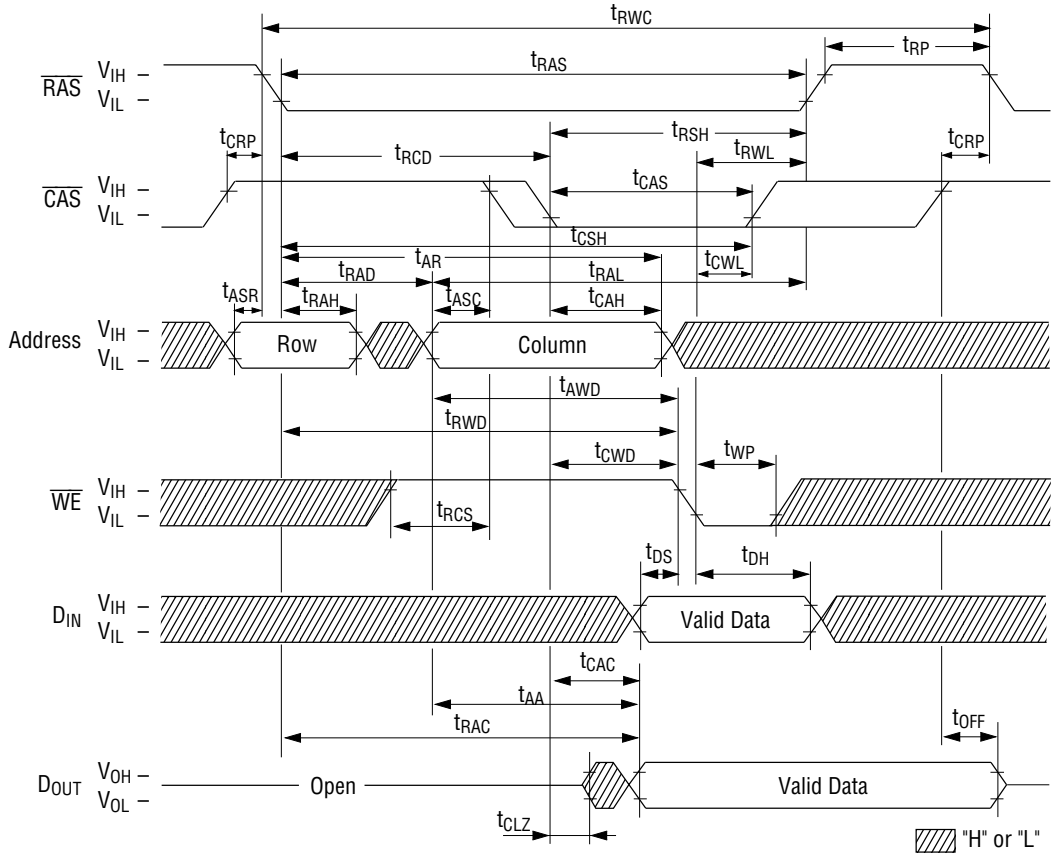 tRWC
tRP
tRAS
RAS VIH
VIL
tCRP
tRCD
tRSH
tRWL
tCRP
CAS VIH
VIL
tCAS
tCSH
tAR
tCWL
tRAD
tRAL
tASR
tRAH
tASC
tCAH
Address VIH
VIL
Row
Column
tAWD
tRWD
tCWD
tWP
WE VIH
VIL
tRCS
tDS
tDH
DIN VIH
VIL
Valid Data
tCAC
tAA
tRAC
tOFF
DOUT VOH
VOL
Open
Valid Data
tCLZ
"H" or "L"